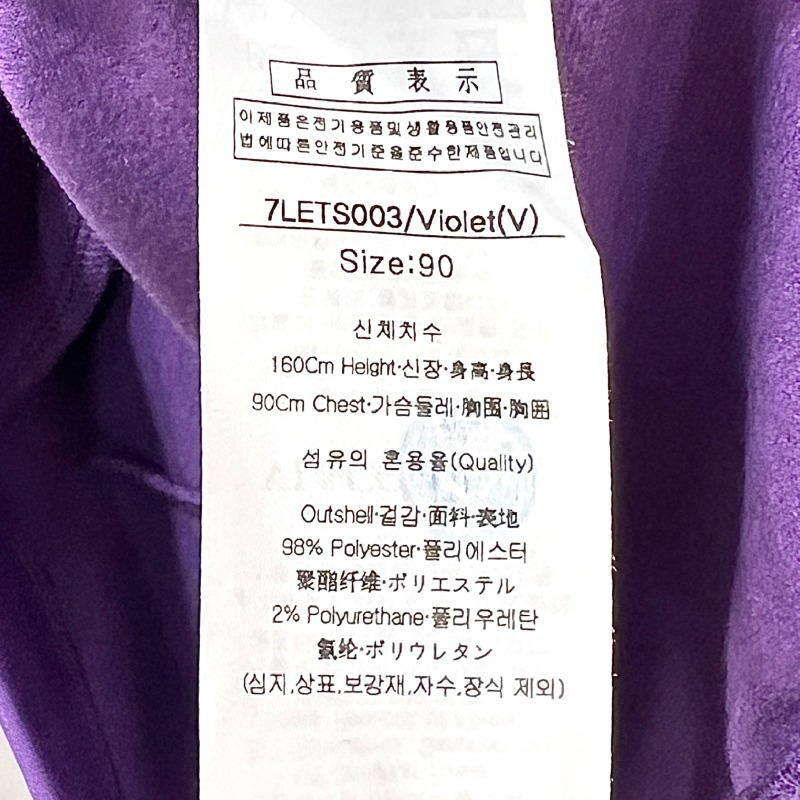 品 質 表 示
이제품은전기용품및생활용품안전관리
법에따른안전기준을준수한제품입니다
7LETS003/Violet(V)
Size:90
신체치수
160Cm Height·신장·身高·身長
90Cm Chest·가슴둘레·胸围·胸囲
섬유의 혼용율(Quality)
Outshell·겉감·面料·表地
98% Polyester·폴리에스터
聚酯纤维·ポリエステル
2% Polyurethane·폴리우레탄
氨纶·ポリウレタン
(심지,상표,보강재,자수,장식 제외)